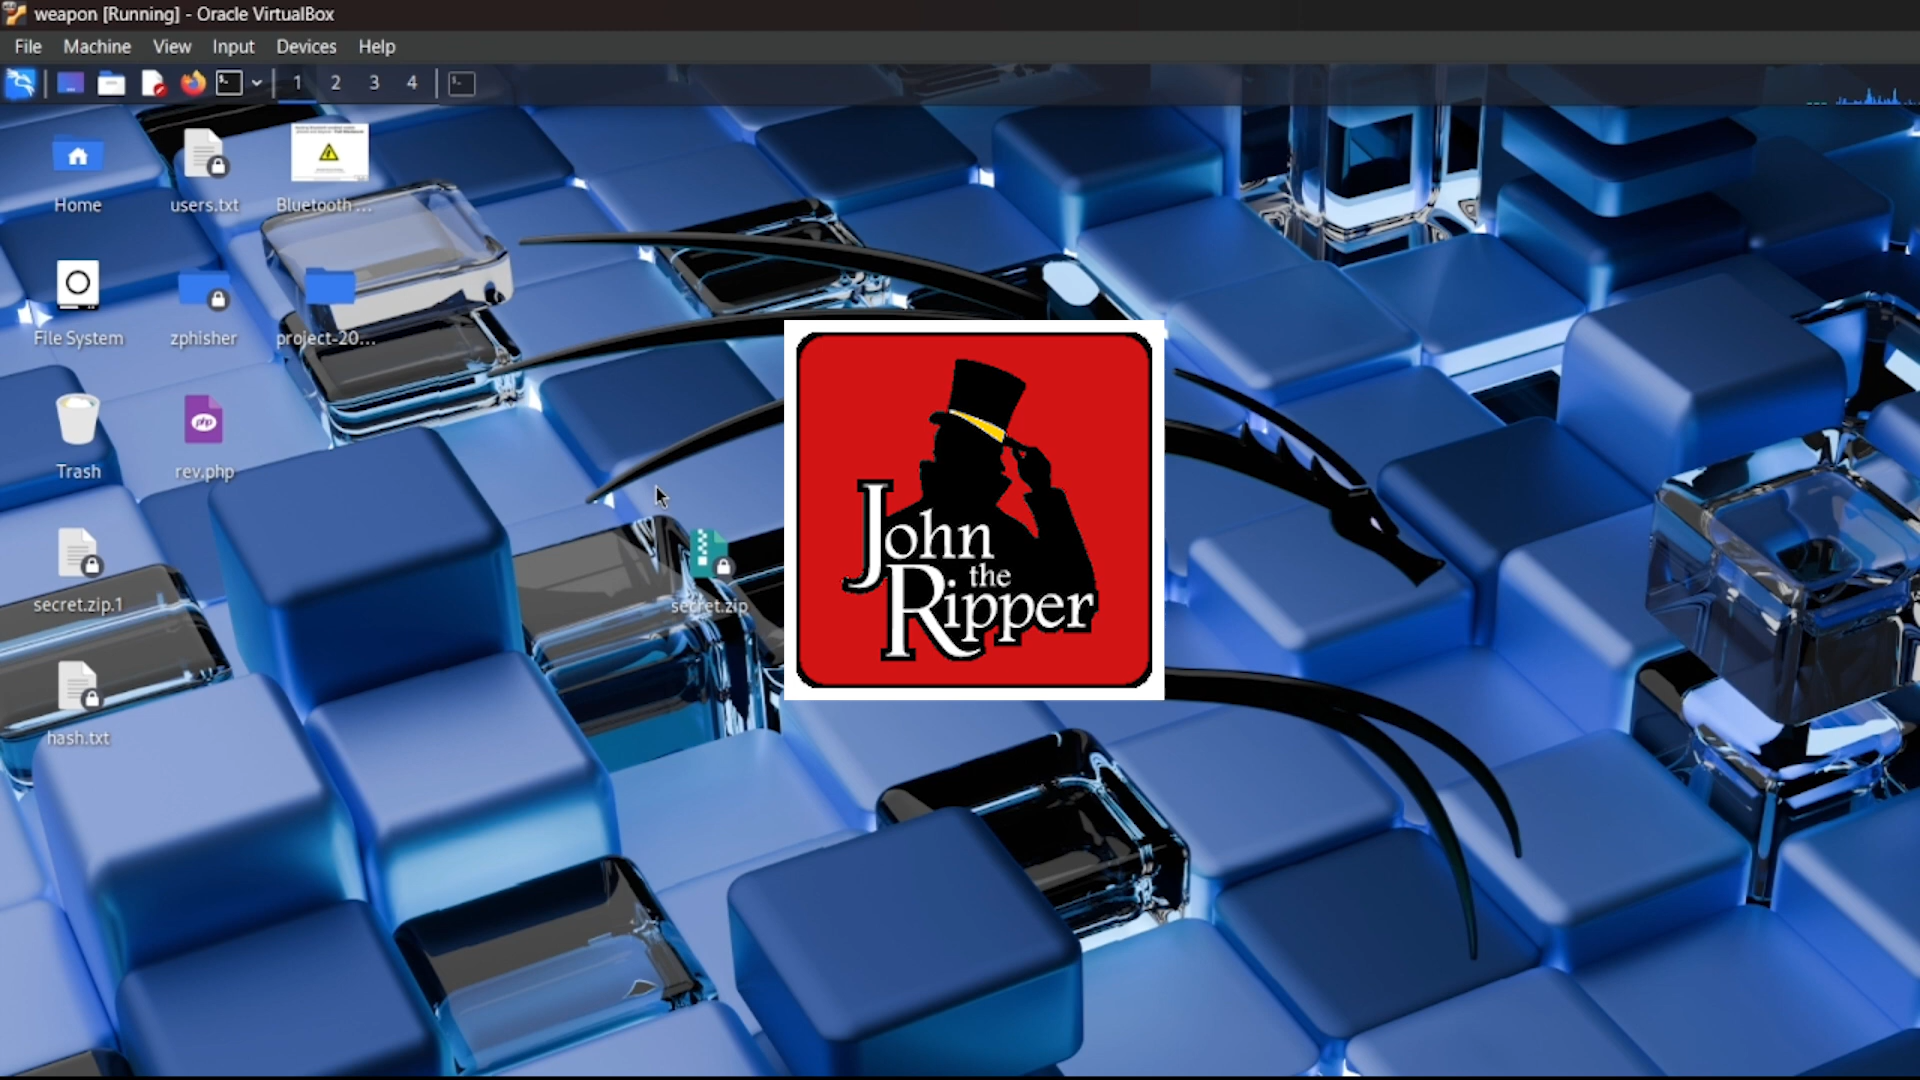 weapon [Running] - Oracle VirtualBox
File Machine View Input Devices Help
1 2 3 4
Home
users.txt
Bluetooth ...
File System
zphisher
project-20...
Trash
php
rev.php
secret.zip.1
secret.zip
hash.txt
John
the
Ripper